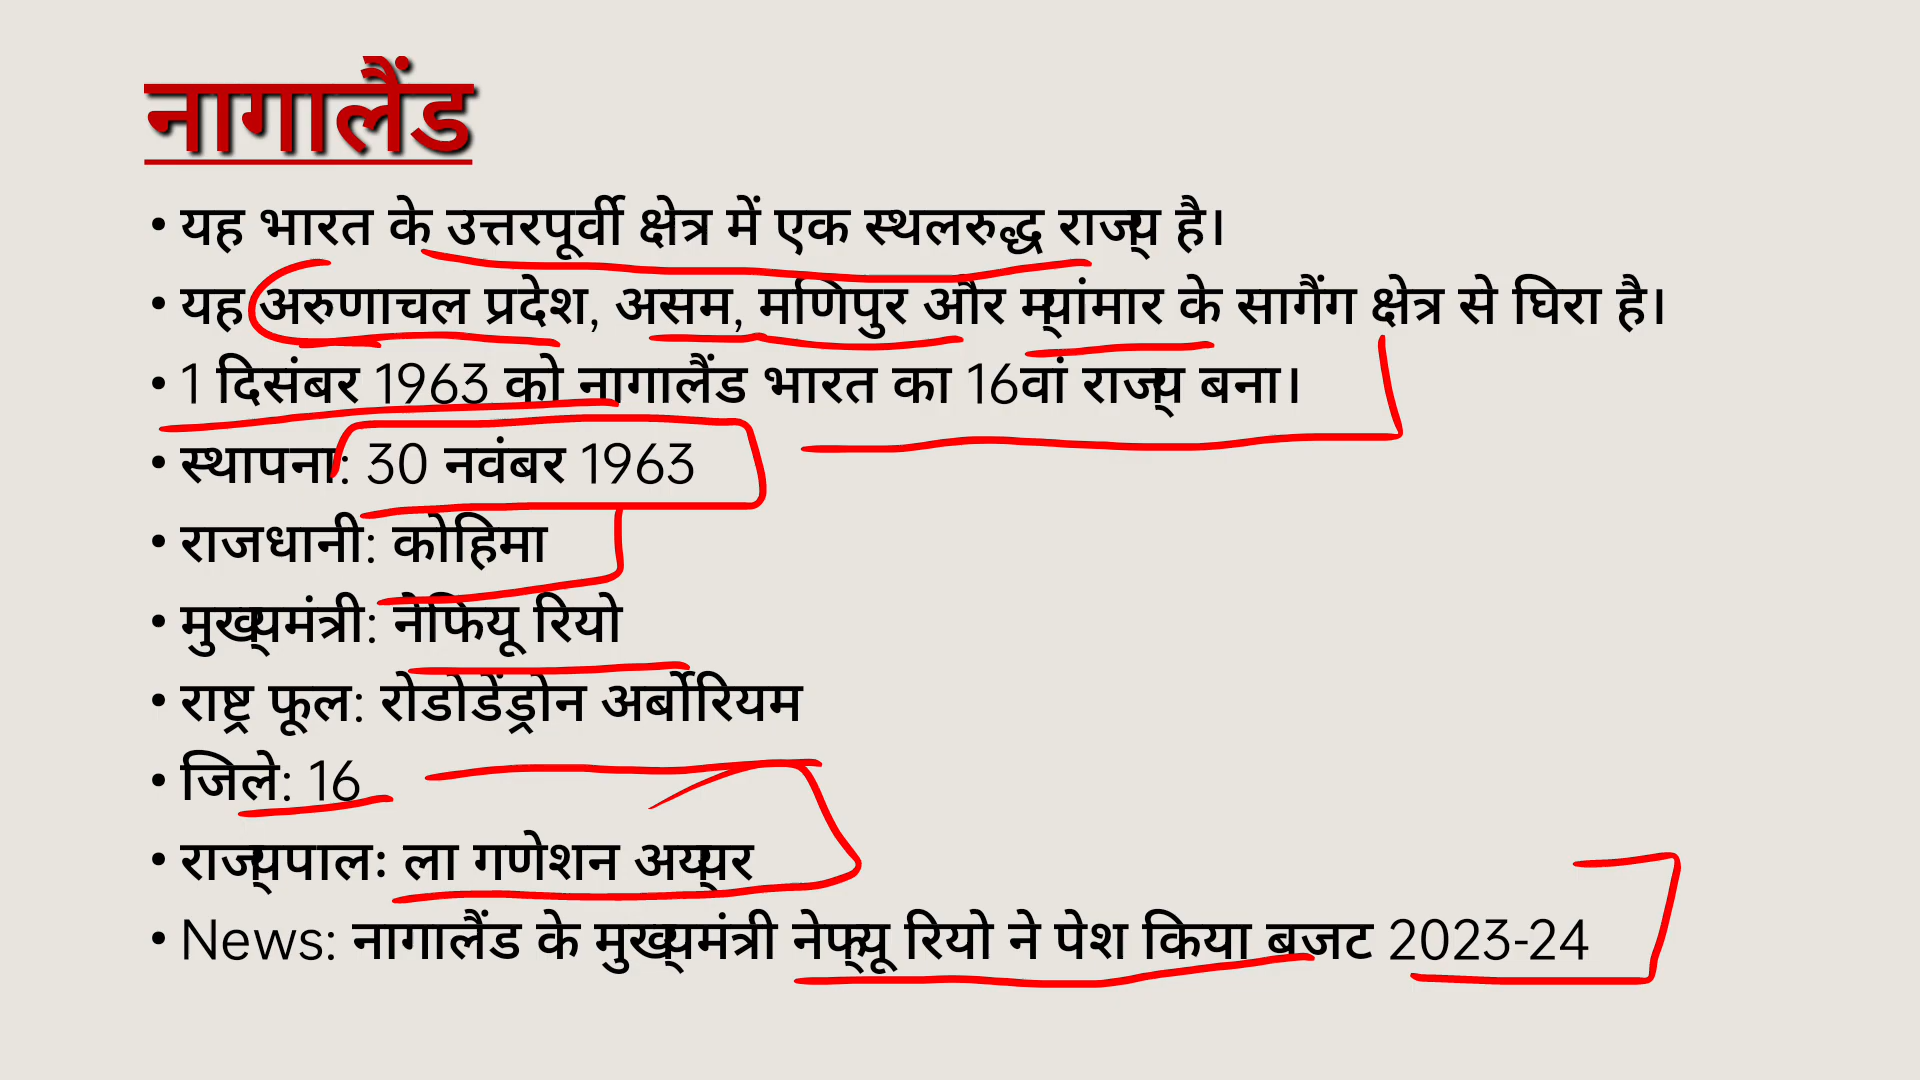 नागालैंड
• यह भारत के उत्तरपूर्वी क्षेत्र में एक स्थलरुद्ध राज्य है।
• यह अरुणाचल प्रदेश, असम, मणिपुर और म्यांमार के सागैंग क्षेत्र से घिरा है।
• 1 दिसंबर 1963 को नागालैंड भारत का 16वां राज्य बना।
• स्थापना: 30 नवंबर 1963
• राजधानी: कोहिमा
• मुख्यमंत्री: नेफियू रियो
• राष्ट्र फूल: रोडोडेंड्रोन अर्बोरियम
• जिले: 16
• राज्यपाल: ला गणेशन अय्यर
• News: नागालैंड के मुख्यमंत्री नेफ्यू रियो ने पेश किया बजट 2023-24